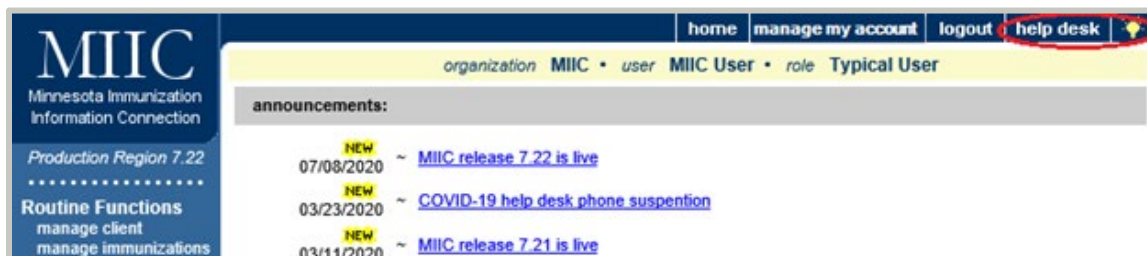 MIIC
Minnesota Immunization
Information Connection
home manage my account logout help desk
organization MIIC • user MIIC User • role Typical User
announcements:
Production Region 7.22
NEW
07/08/2020 ~ MIIC release 7.22 is live
NEW
03/23/2020 ~ COVID-19 help desk phone suspention
NEW
03/11/2020 ~ MIIC release 7.21 is live
Routine Functions
manage client
manage immunizations